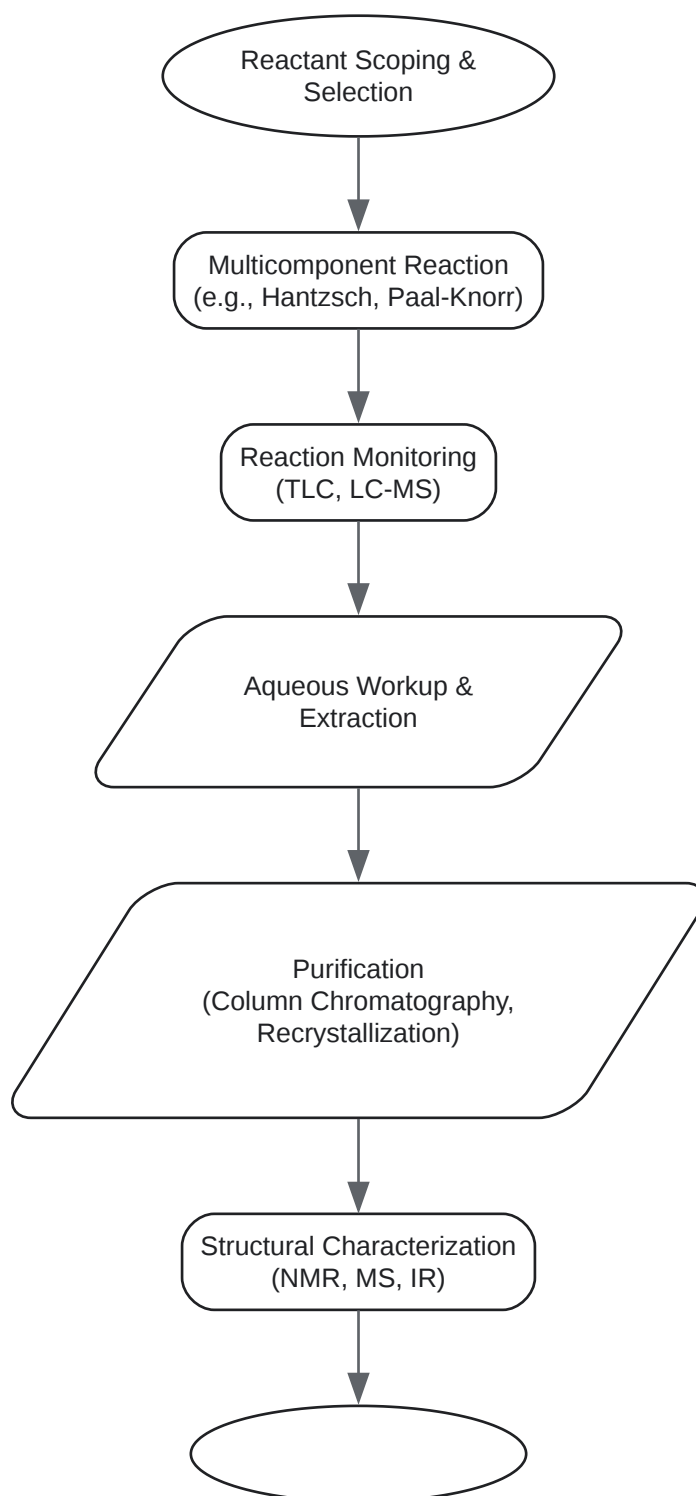 Reactant Scoping &
Selection
Multicomponent Reaction
(e.g., Hantzsch, Paal-Knorr)
Reaction Monitoring
(TLC, LC-MS)
Aqueous Workup &
Extraction
Purification
(Column Chromatography,
Recrystallization)
Structural Characterization
(NMR, MS, IR)